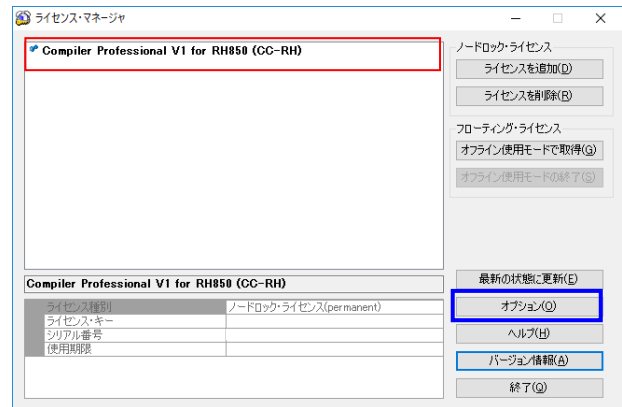 ライセンス・マネージャ
Compiler Professional V1 for RH850 (CC-RH)
ノードロック・ライセンス
ライセンスを追加(D)
ライセンスを削除(R)
フローティング・ライセンス
オフライン使用モードで取得(G)
オフライン使用モードの終了(S)
Compiler Professional V1 for RH850 (CC-RH)
ライセンス種別 ノードロック・ライセンス(permanent)
ライセンス・キー
シリアル番号
使用期限
最新の状態に更新(E)
オプション(O)
ヘルプ(H)
バージョン情報(A)
終了(Q)